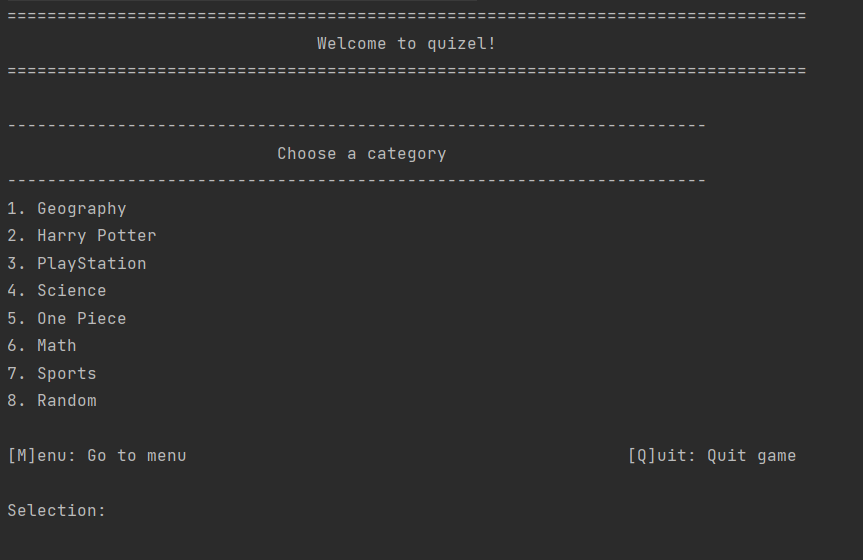 ================================================================================
Welcome to quizel!
================================================================================
----------------------------------------------------------------------
Choose a category
----------------------------------------------------------------------
1. Geography
2. Harry Potter
3. PlayStation
4. Science
5. One Piece
6. Math
7. Sports
8. Random
[M]enu: Go to menu                                            [Q]uit: Quit game
Selection: